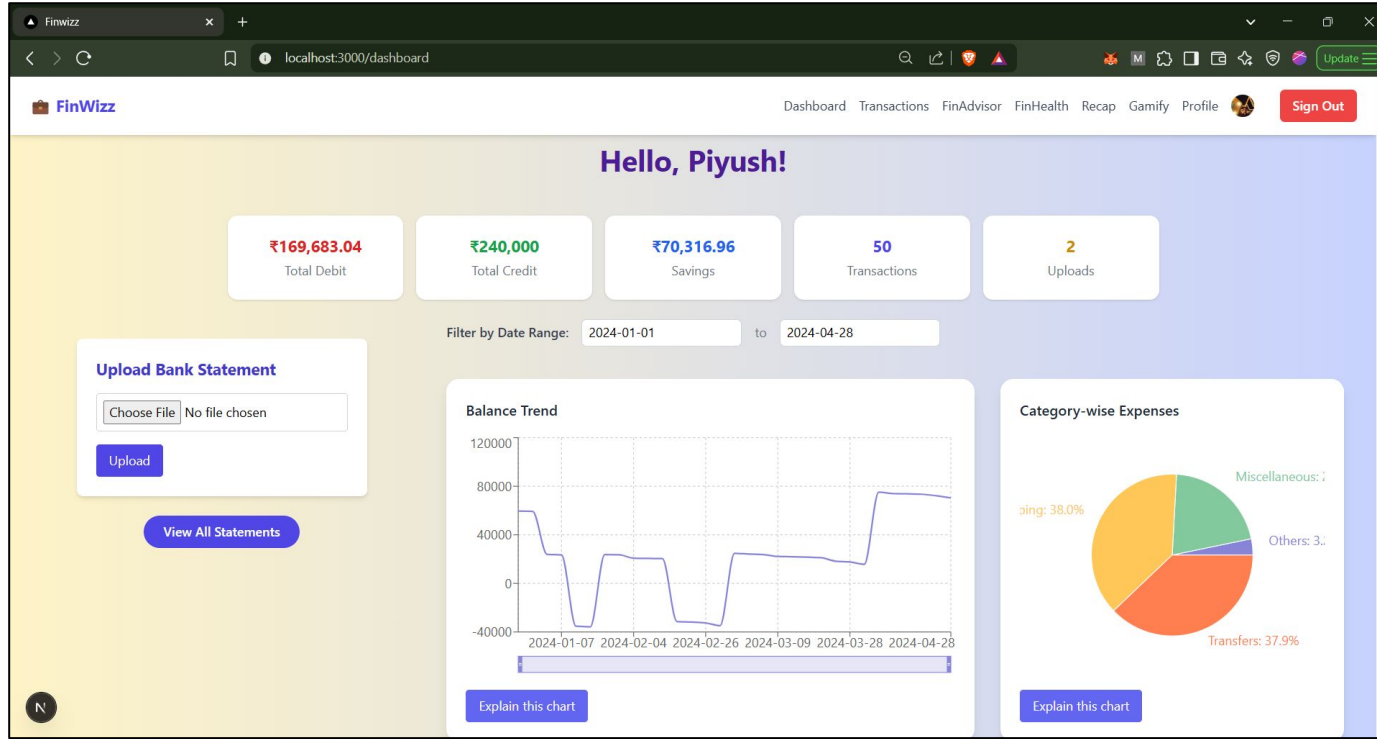 Finwizz
localhost:3000/dashboard
M
Update
FinWizz
Dashboard Transactions FinAdvisor FinHealth Recap Gamify Profile
Sign Out
Hello, Piyush!
₹169,683.04
Total Debit
₹240,000
Total Credit
₹70,316.96
Savings
50
Transactions
2
Uploads
Filter by Date Range: 2024-01-01 to 2024-04-28
Upload Bank Statement
Choose File No file chosen
Upload
View All Statements
Balance Trend
120000
80000
40000
0
-40000
2024-01-07 2024-02-04 2024-02-26 2024-03-09 2024-03-28 2024-04-28
Explain this chart
Category-wise Expenses
Miscellaneous:
ping: 38.0%
Others: 3..
Transfers: 37.9%
Explain this chart
N